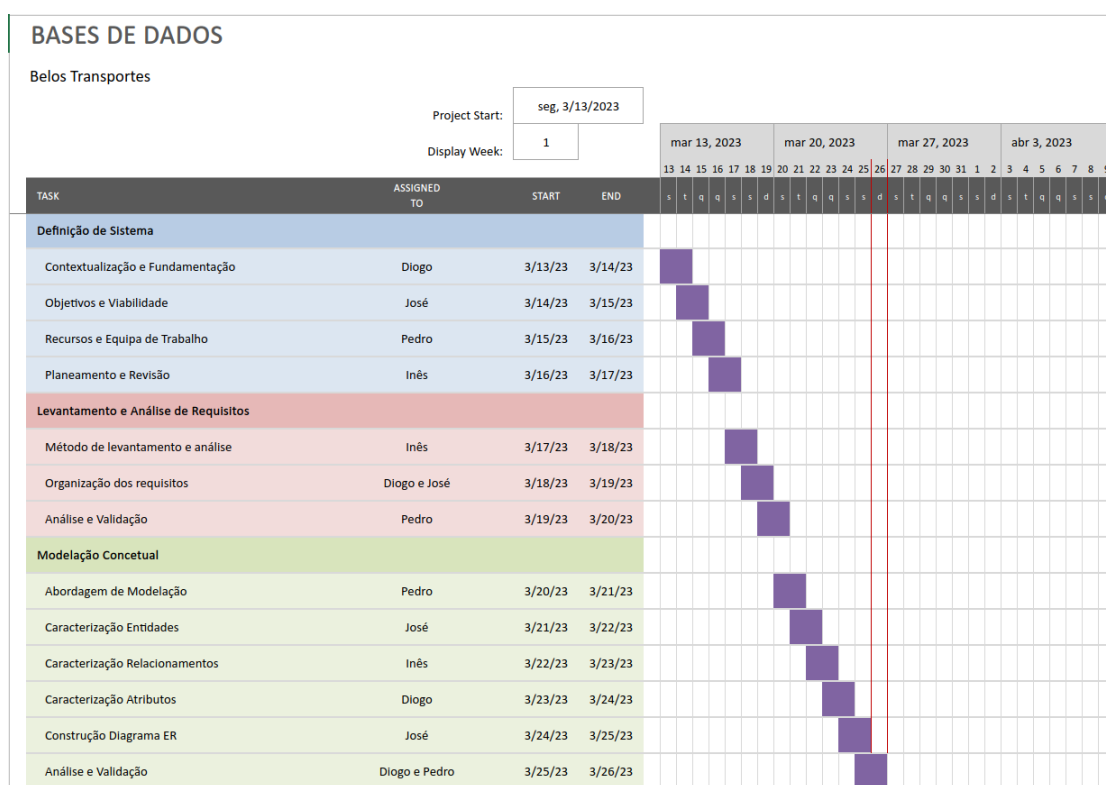 BASES DE DADOS
Belos Transportes
Project Start: seg, 3/13/2023
Display Week: 1
mar 13, 2023 mar 20, 2023 mar 27, 2023 abr 3, 2023
13 14 15 16 17 18 19 20 21 22 23 24 25 26 27 28 29 30 31 1 2 3 4 5 6 7 8 9
TASK ASSIGNED TO START END s t q q s s d s t q q s s d s t q q s s d s t q q s s
Definição de Sistema
Contextualização e Fundamentação Diogo 3/13/23 3/14/23
Objetivos e Viabilidade José 3/14/23 3/15/23
Recursos e Equipa de Trabalho Pedro 3/15/23 3/16/23
Planeamento e Revisão Inês 3/16/23 3/17/23
Levantamento e Análise de Requisitos
Método de levantamento e análise Inês 3/17/23 3/18/23
Organização dos requisitos Diogo e José 3/18/23 3/19/23
Análise e Validação Pedro 3/19/23 3/20/23
Modelação Concetual
Abordagem de Modelação Pedro 3/20/23 3/21/23
Caracterização Entidades José 3/21/23 3/22/23
Caracterização Relacionamentos Inês 3/22/23 3/23/23
Caracterização Atributos Diogo 3/23/23 3/24/23
Construção Diagrama ER José 3/24/23 3/25/23
Análise e Validação Diogo e Pedro 3/25/23 3/26/23